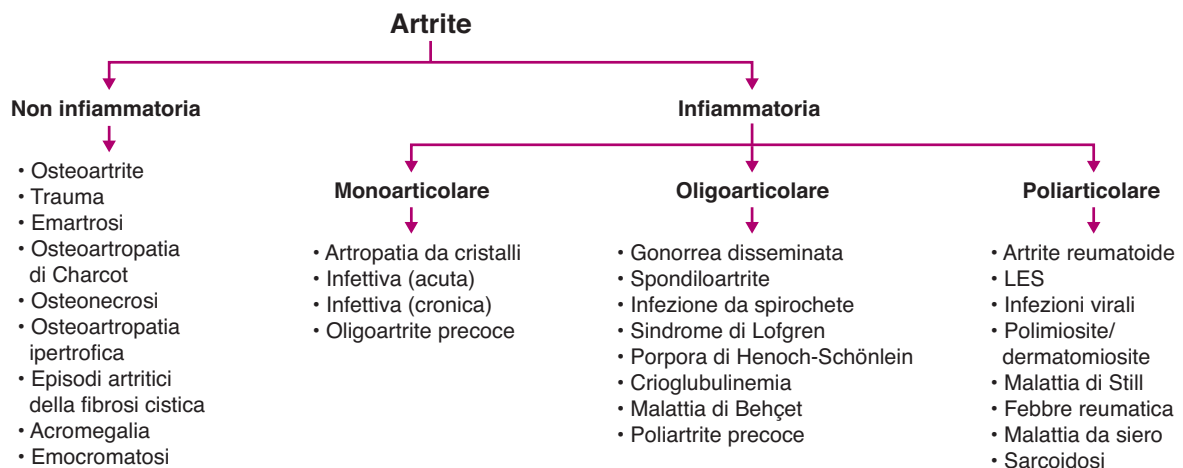 Artrite
Non infiammatoria
• Osteoartrite
• Trauma
• Emartrosi
• Osteoartropatia
di Charcot
• Osteonecrosi
• Osteoartropatia
ipertrofica
• Episodi artritici
della fibrosi cistica
• Acromegalia
• Emocromatosi
Infiammatoria
Monoarticolare
• Artropatia da cristalli
• Infettiva (acuta)
• Infettiva (cronica)
• Oligoartrite precoce
Oligoarticolare
• Gonorrea disseminata
• Spondiloartrite
• Infezione da spirochete
• Sindrome di Lofgren
• Porpora di Henoch-Schönlein
• Crioglubulinemia
• Malattia di Behçet
• Poliartrite precoce
Poliarticolare
• Artrite reumatoide
• LES
• Infezioni virali
• Polimiosite/
dermatomiosite
• Malattia di Still
• Febbre reumatica
• Malattia da siero
• Sarcoidosi